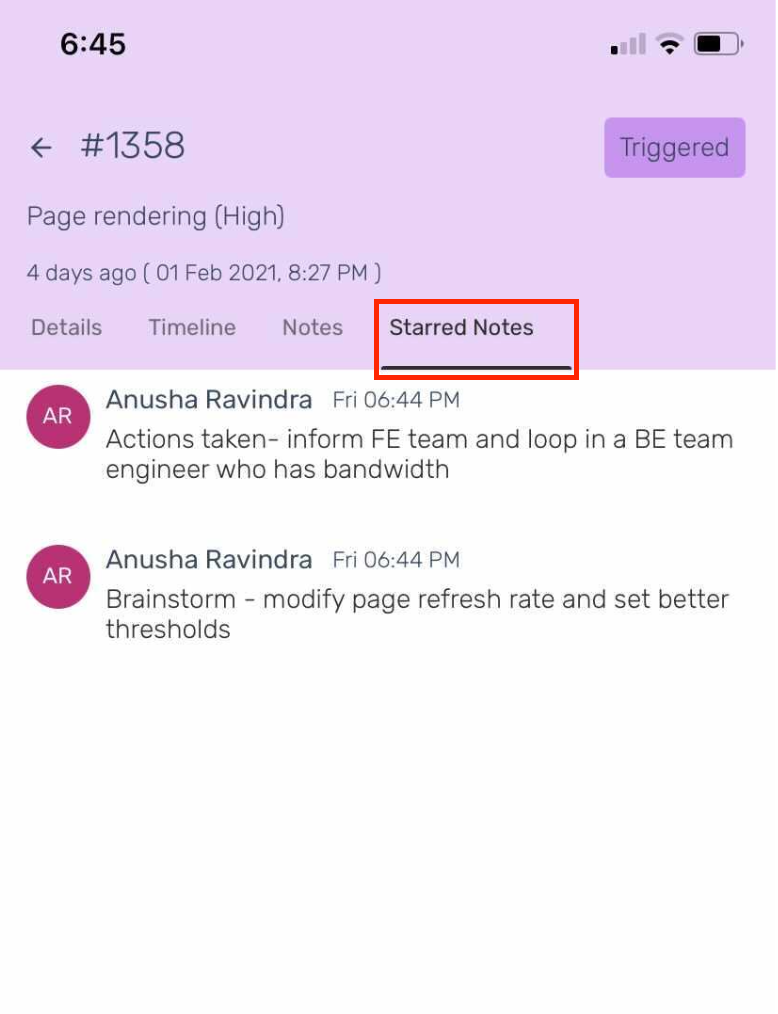 6:45
← #1358
Triggered
Page rendering (High)
4 days ago ( 01 Feb 2021, 8:27 PM )
Details Timeline Notes Starred Notes
AR
Anusha Ravindra Fri 06:44 PM
Actions taken- inform FE team and loop in a BE team
engineer who has bandwidth
AR
Anusha Ravindra Fri 06:44 PM
Brainstorm - modify page refresh rate and set better
thresholds